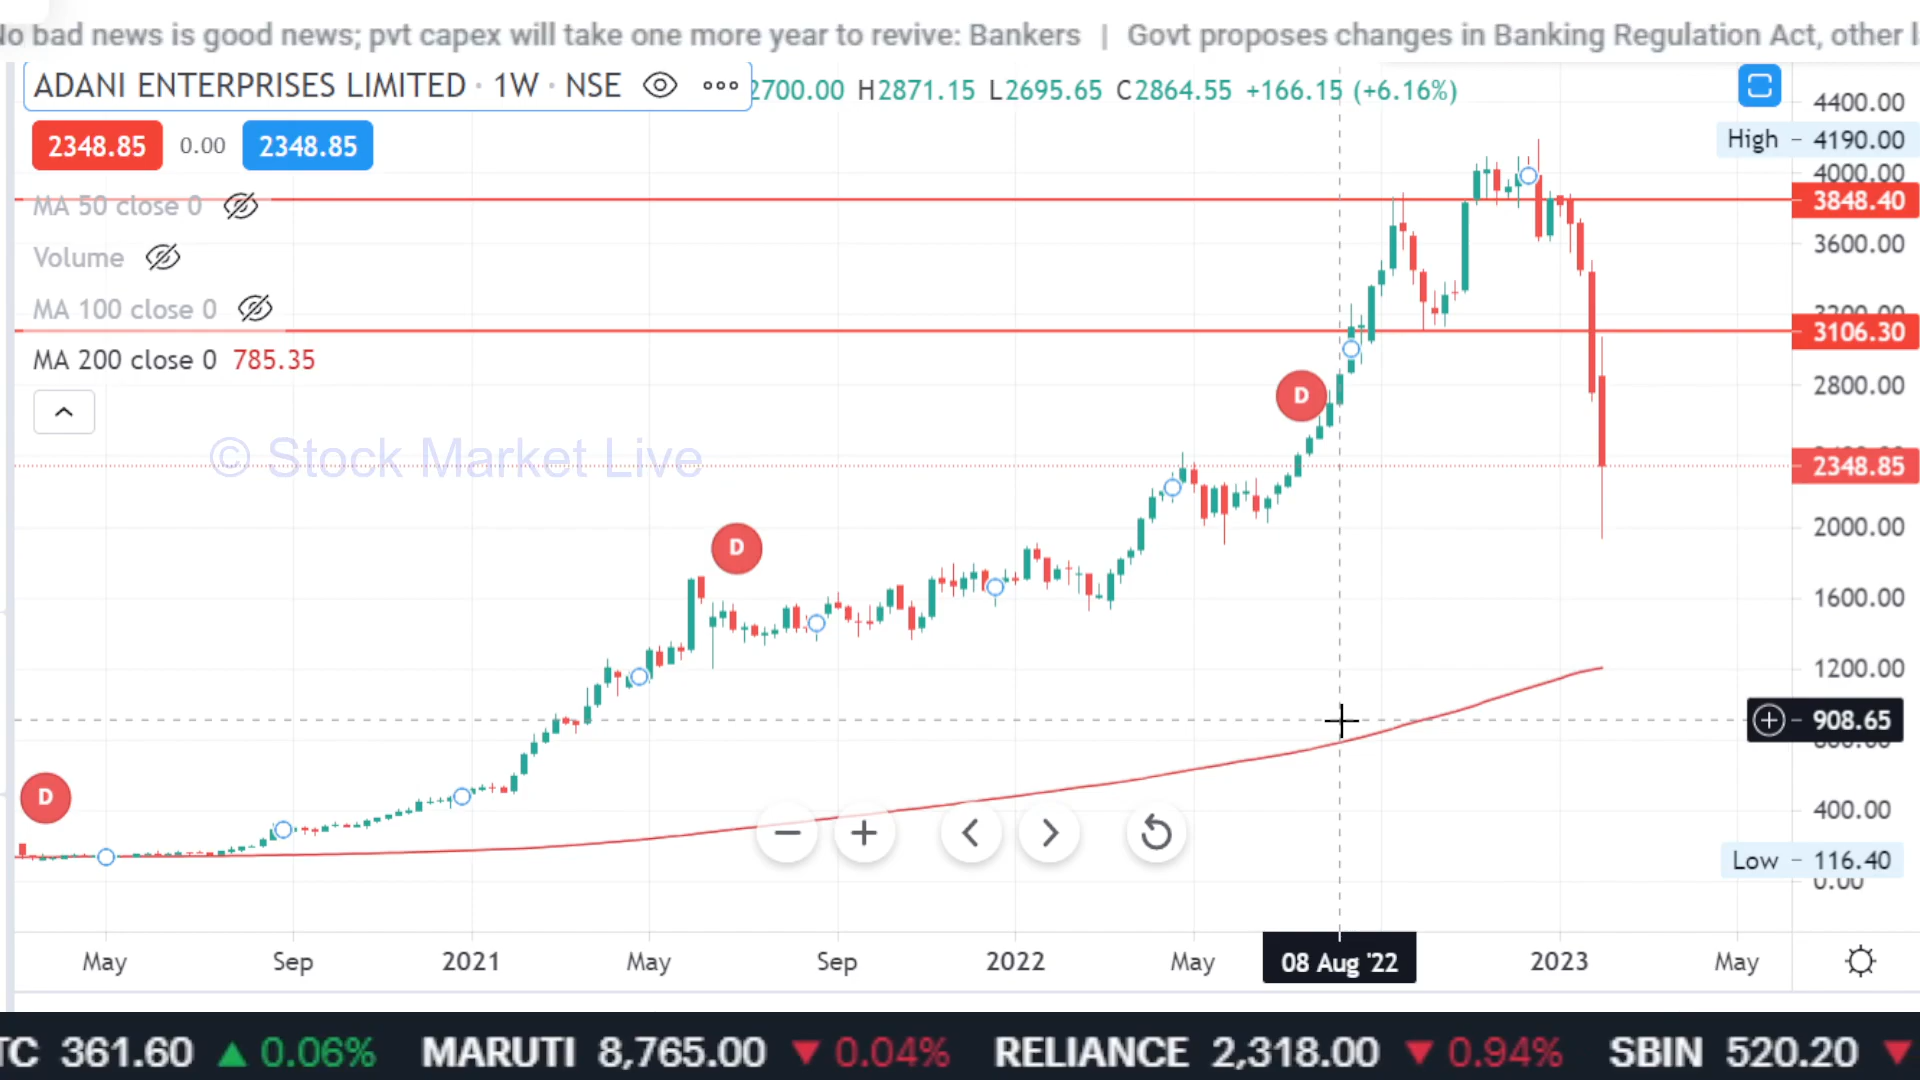 No bad news is good news; pvt capex will take one more year to revive: Bankers | Govt proposes changes in Banking Regulation Act, other
ADANI ENTERPRISES LIMITED · 1W · NSE 2700.00 H2871.15 L2695.65 C2864.55 +166.15 (+6.16%)
2348.85 0.00 2348.85
MA 50 close 0
Volume
MA 100 close 0
MA 200 close 0 785.35
© Stock Market Live
D
D
D
4400.00
High 4190.00
4000.00
3848.40
3600.00
3200.00
3106.30
2800.00
2348.85
2000.00
1600.00
1200.00
908.65
400.00
Low 116.40
0.00
May Sep 2021 May Sep 2022 May 08 Aug '22 2023 May
TC 361.60 ▲ 0.06% MARUTI 8,765.00 ▼ 0.04% RELIANCE 2,318.00 ▼ 0.94% SBIN 520.20 ▼